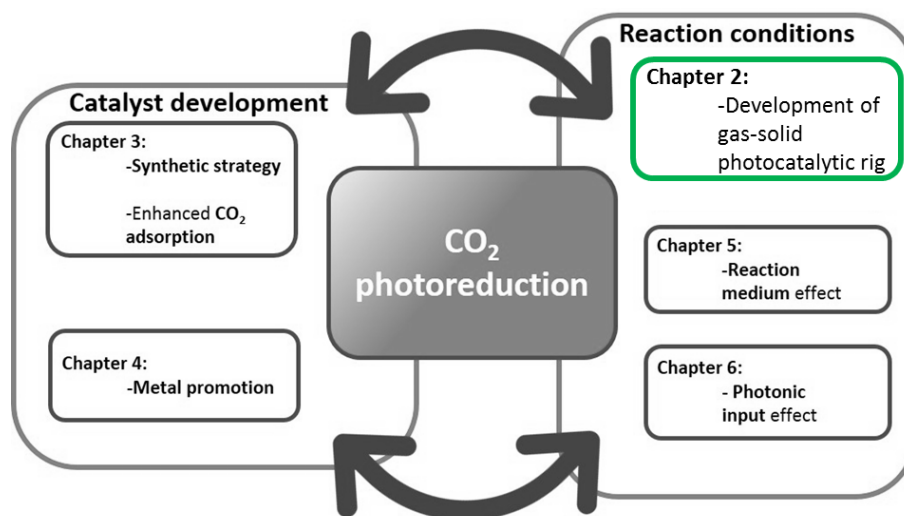 Catalyst development
Chapter 3:
-Synthetic strategy
-Enhanced CO₂
adsorption
Chapter 4:
-Metal promotion
CO₂
photoreduction
Reaction conditions
Chapter 2:
-Development of
gas-solid
photocatalytic rig
Chapter 5:
-Reaction
medium effect
Chapter 6:
- Photonic
input effect